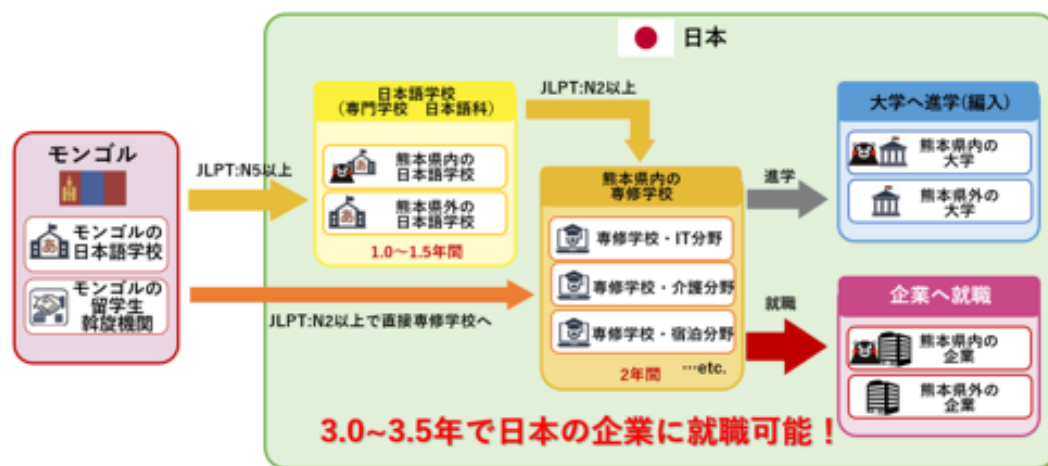 日本
モンゴル
モンゴルの
日本語学校
モンゴルの
留学生
斡旋機関
JLPT:N5以上
日本語学校
(専門学校 日本語科)
熊本県内の
日本語学校
熊本県外の
日本語学校
1.0～1.5年間
JLPT:N2以上
JLPT:N2以上で直接専修学校へ
熊本県内の
専修学校
専修学校・IT分野
専修学校・介護分野
専修学校・宿泊分野
2年間
…etc.
進学
就職
大学へ進学(編入)
熊本県内の
大学
熊本県外の
大学
企業へ就職
熊本県内の
企業
熊本県外の
企業
3.0~3.5年で日本の企業に就職可能！